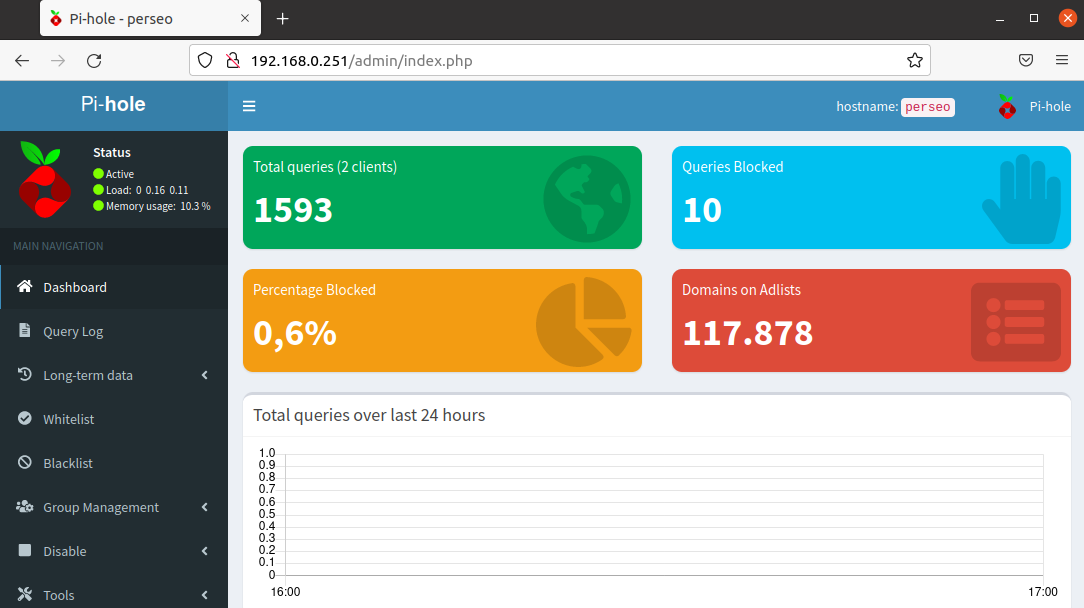 Pi-hole - perseo
192.168.0.251/admin/index.php
Pi-hole
hostname: perseo
Pi-hole
Status
Active
Load: 0 0.16 0.11
Memory usage: 10.3 %
MAIN NAVIGATION
Dashboard
Query Log
Long-term data
Whitelist
Blacklist
Group Management
Disable
Tools
Total queries (2 clients)
1593
Queries Blocked
10
Percentage Blocked
0,6%
Domains on Adlists
117.878
Total queries over last 24 hours
1.0
0.9
0.8
0.7
0.6
0.5
0.4
0.3
0.2
0.1
0
16:00
17:00